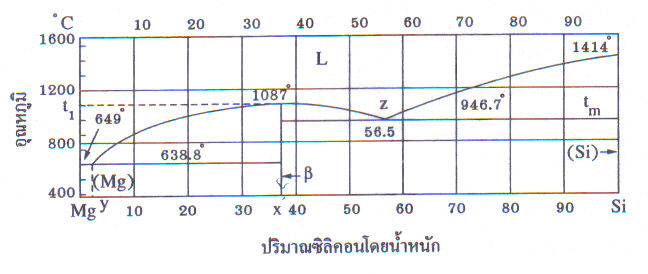 °C 10 20 30 40 50 60 70 80 90
1600
L
1414°
1200
1087°
z
946.7°
t₁
tₘ
649°
56.5
800
638.8°
(Si)→
(Mg)
β
400
Mg y 10 20 30 x 40 50 60 70 80 90 Si
อุณหภูมิ
ปริมาณซิลิคอนโดยน้ำหนัก